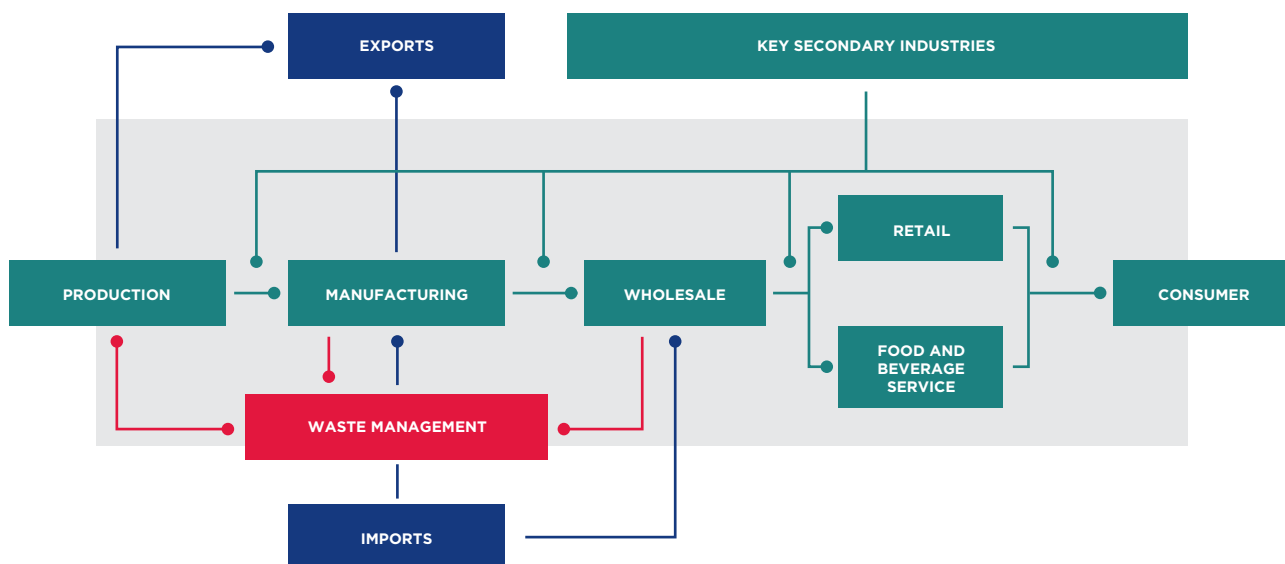 EXPORTS
KEY SECONDARY INDUSTRIES
RETAIL
PRODUCTION
MANUFACTURING
WHOLESALE
CONSUMER
FOOD AND
BEVERAGE
SERVICE
WASTE MANAGEMENT
IMPORTS